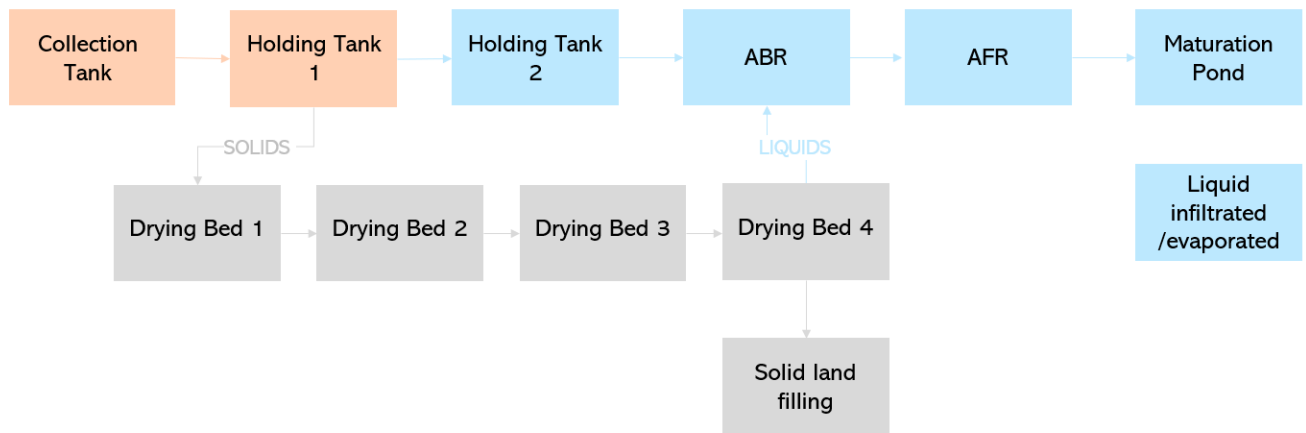 Collection
Tank
Holding Tank
1
Holding Tank
2
ABR
AFR
Maturation
Pond
SOLIDS
LIQUIDS
Drying Bed 1
Drying Bed 2
Drying Bed 3
Drying Bed 4
Liquid
infiltrated
/evaporated
Solid land
filling